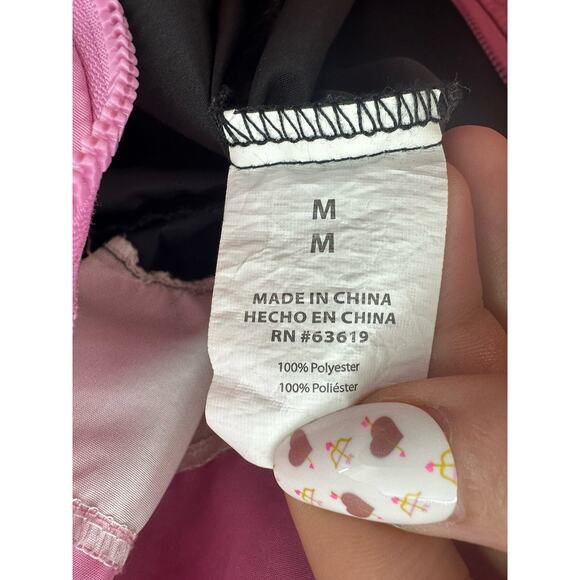 M
M
MADE IN CHINA
HECHO EN CHINA
RN #63619
100% Polyester
100% Poliéster